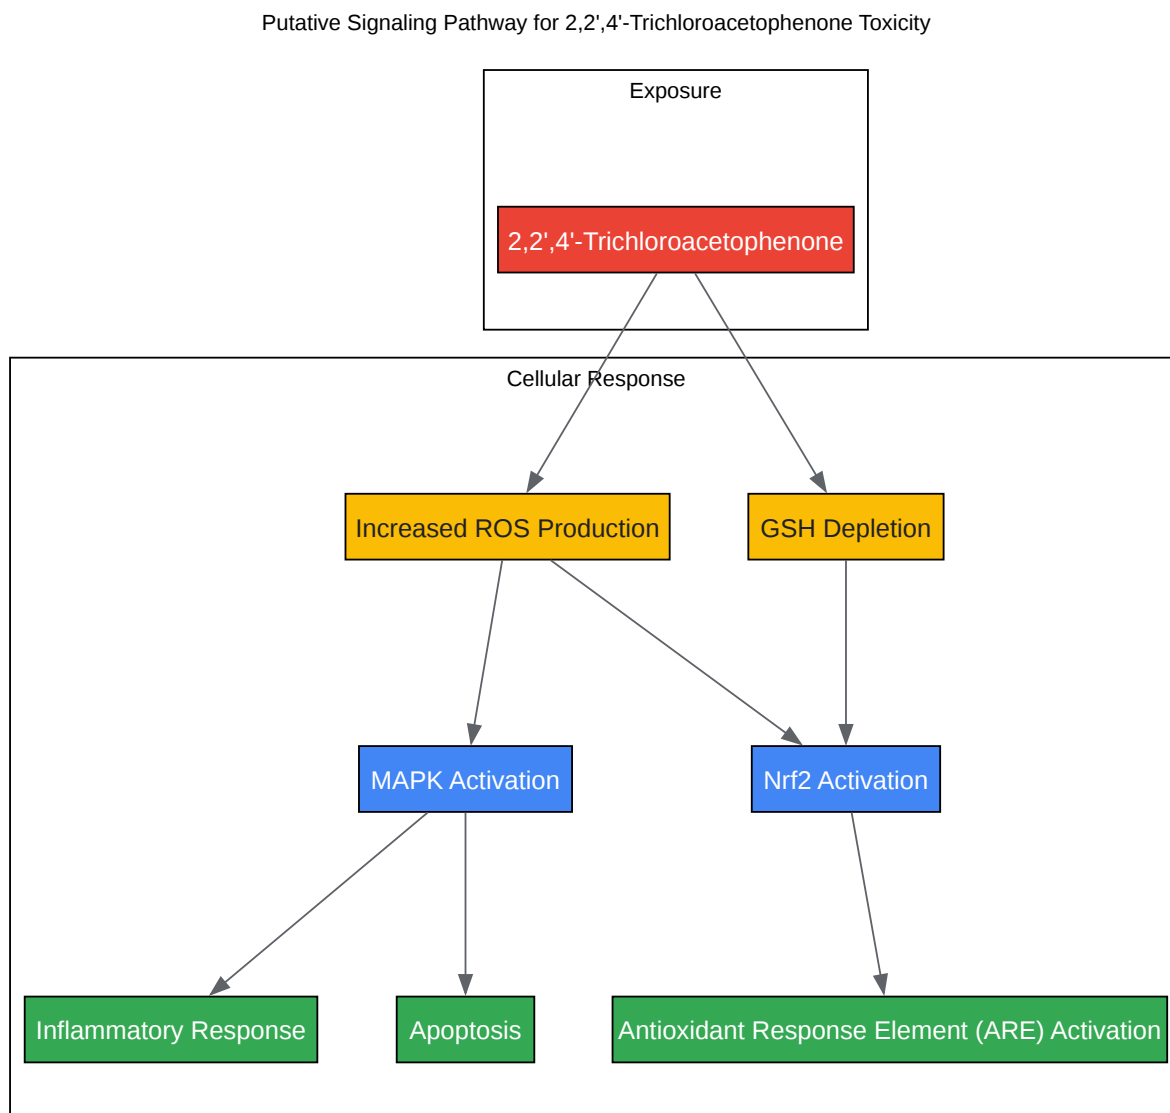 Putative Signaling Pathway for 2,2',4'-Trichloroacetophenone Toxicity
Exposure
2,2',4'-Trichloroacetophenone
Cellular Response
Increased ROS Production
GSH Depletion
MAPK Activation
Nrf2 Activation
Inflammatory Response
Apoptosis
Antioxidant Response Element (ARE) Activation